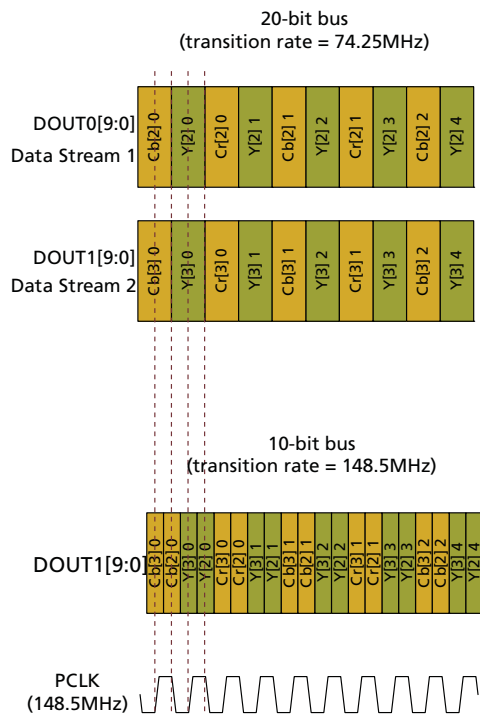 20-bit bus
(transition rate = 74.25MHz)
DOUT0[9:0]
Data Stream 1
Cb[2] 0
Y[2] 0
Cr[2] 0
Y[2] 1
Cb[2] 1
Y[2] 2
Cr[2] 1
Y[2] 3
Cb[2] 2
Y[2] 4
DOUT1[9:0]
Data Stream 2
Cb[3] 0
Y[3] 0
Cr[3] 0
Y[3] 1
Cb[3] 1
Y[3] 2
Cr[3] 1
Y[3] 3
Cb[3] 2
Y[3] 4
10-bit bus
(transition rate = 148.5MHz)
DOUT1[9:0]
Cb[3] 0
Cb[2] 0
Y[3] 0
Y[2] 0
Cr[3] 0
Cr[2] 0
Y[3] 1
Y[2] 1
Cb[3] 1
Cb[2] 1
Y[3] 2
Y[2] 2
Cr[3] 1
Cr[2] 1
Y[3] 3
Y[2] 3
Cb[3] 2
Cb[2] 2
Y[3] 4
Y[2] 4
PCLK
(148.5MHz)